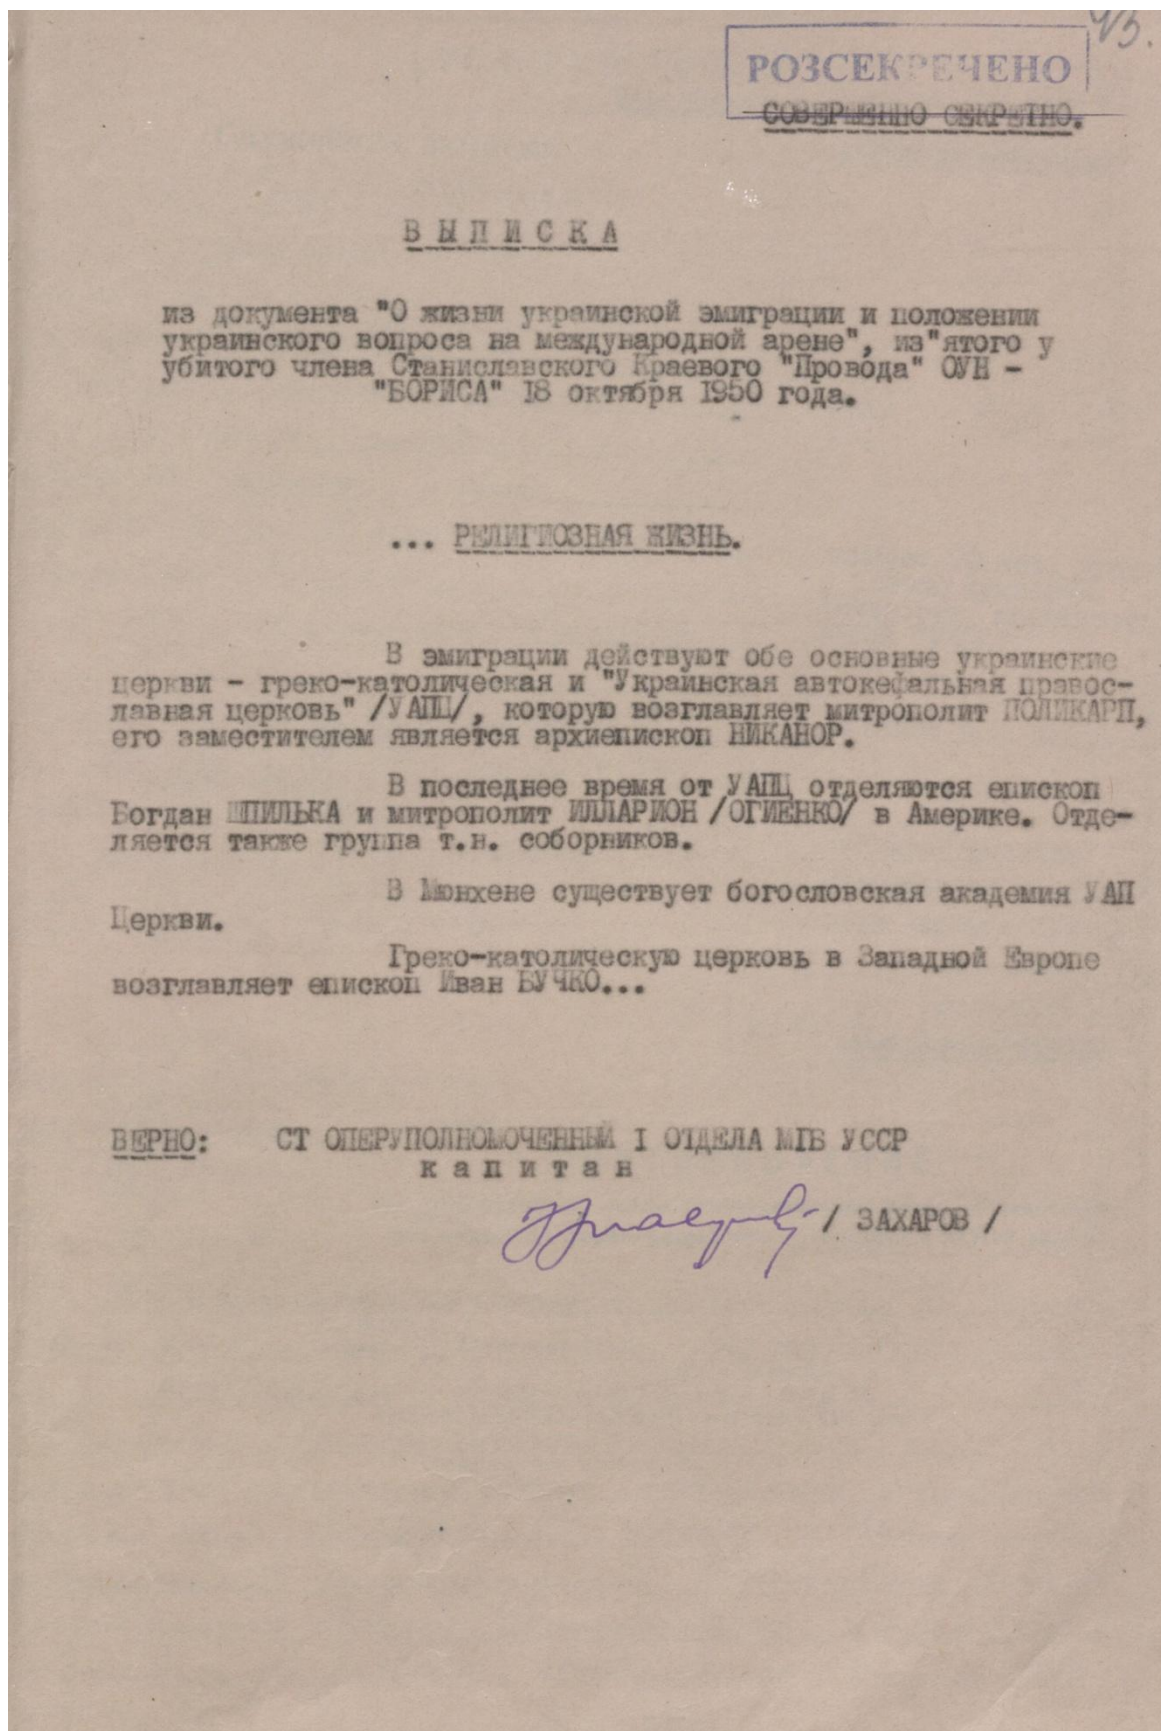 РОЗСЕКРЕЧЕНО
СОВЕРШЕННО СЕКРЕТНО.
ВЫПИСКА
из документа "О жизни украинской эмиграции и положении
украинского вопроса на международной арене", из"ятого у
убитого члена Станиславского Краевого "Провода" ОУН -
"БОРИСА" 18 октября 1950 года.
... РЕЛИГИОЗНАЯ ЖИЗНЬ.
В эмиграции действуют обе основные украинские
церкви - греко-католическая и "Украинская автокефальная правос-
лавная церковь" /УАПЦ/, которую возглавляет митрополит ПОЛИКАРП,
его заместителем является архиепископ НИКАНОР.
В последнее время от УАПЦ отделяются епископ
Богдан ШПИЛЬКА и митрополит ИЛЛАРИОН /ОГИЕНКО/ в Америке. Отде-
ляется также группа т.н. соборников.
В Мюнхене существует богословская академия УАП
Церкви.
Греко-католическую церковь в Западной Европе
возглавляет епископ Иван БУЧКО...
ВЕРНО: СТ ОПЕРУПОЛНОМОЧЕННЫЙ I ОТДЕЛА МГБ УССР
капитан
/ ЗАХАРОВ /